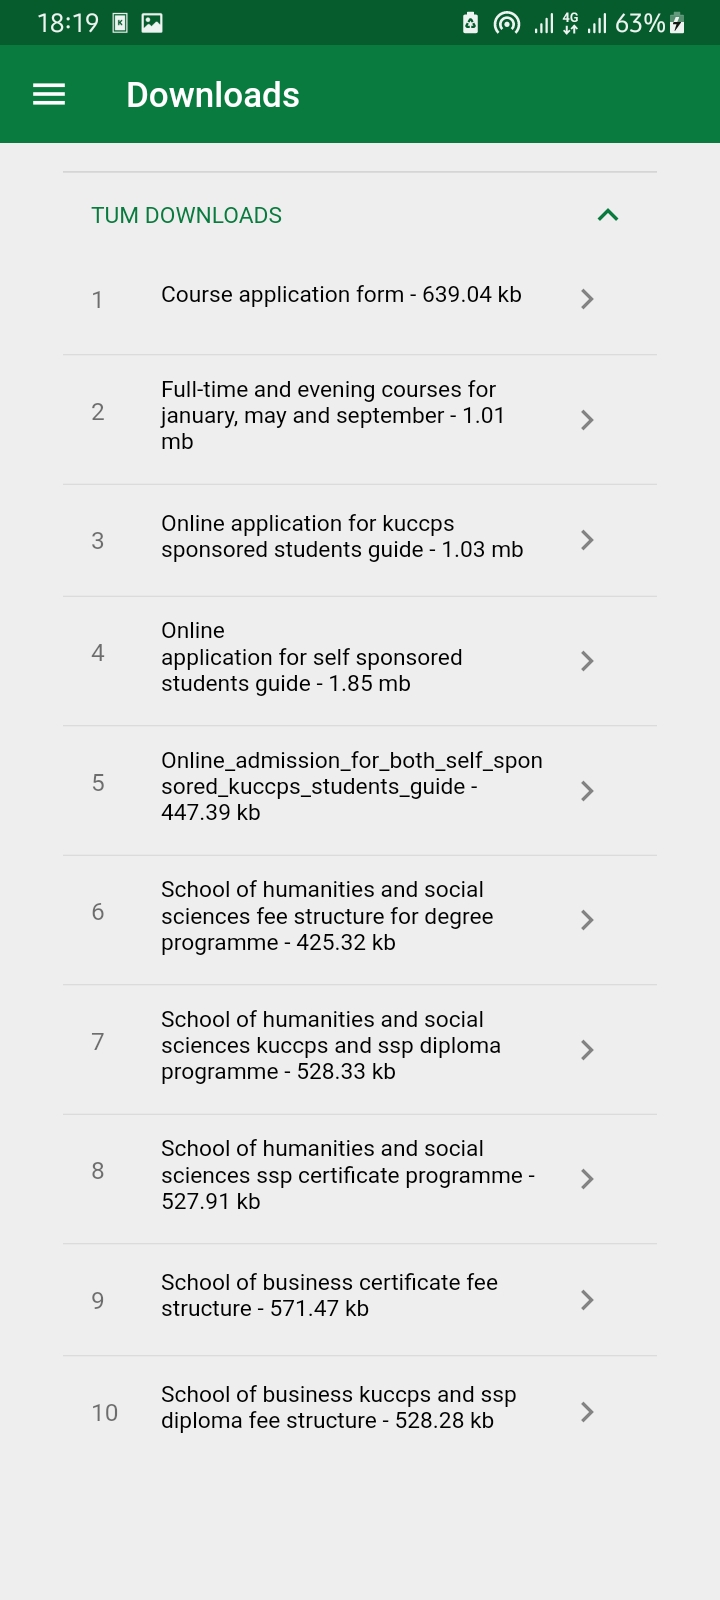 18:19 4G 63%
Downloads
TUM DOWNLOADS
1
Course application form - 639.04 kb
2
Full-time and evening courses for
january, may and september - 1.01
mb
3
Online application for kuccps
sponsored students guide - 1.03 mb
4
Online
application for self sponsored
students guide - 1.85 mb
5
Online_admission_for_both_self_spon
sored_kuccps_students_guide -
447.39 kb
6
School of humanities and social
sciences fee structure for degree
programme - 425.32 kb
7
School of humanities and social
sciences kuccps and ssp diploma
programme - 528.33 kb
8
School of humanities and social
sciences ssp certificate programme -
527.91 kb
9
School of business certificate fee
structure - 571.47 kb
10
School of business kuccps and ssp
diploma fee structure - 528.28 kb